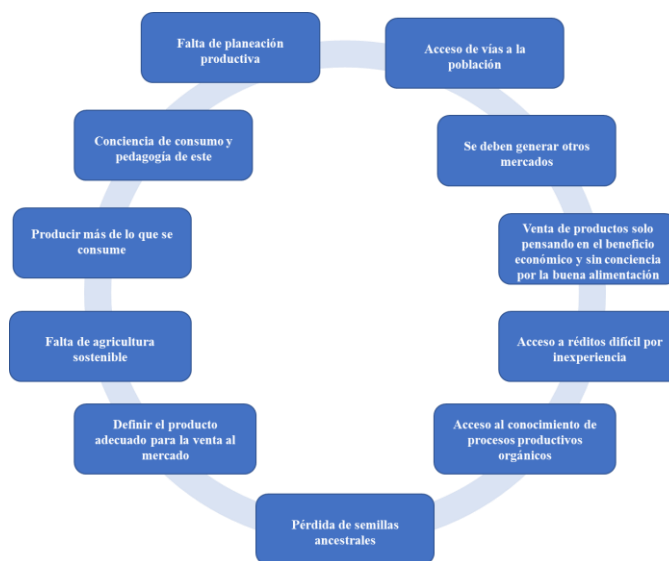 Falta de planeación
productiva
Acceso de vías a la
población
Conciencia de consumo y
pedagogía de este
Se deben generar otros
mercados
Producir más de lo que se
consume
Venta de productos solo
pensando en el beneficio
económico y sin conciencia
por la buena alimentación
Falta de agricultura
sostenible
Acceso a réditos difícil por
inexperiencia
Definir el producto
adecuado para la venta al
mercado
Acceso al conocimiento de
procesos productivos
orgánicos
Pérdida de semillas
ancestrales